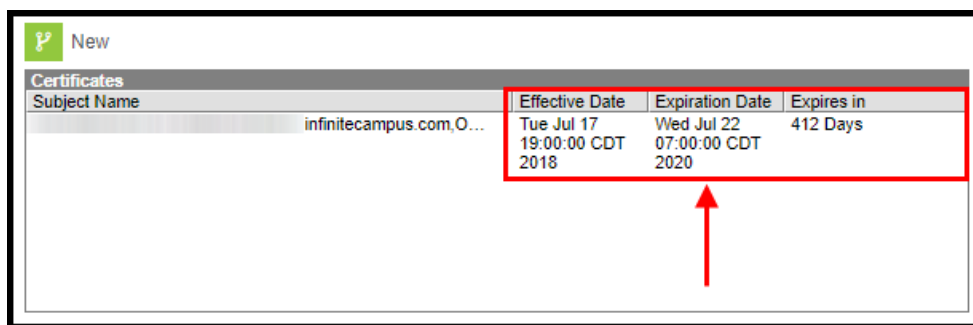 New
Certificates
Subject Name Effective Date Expiration Date Expires in
infinitecampus.com,O... Tue Jul 17 Wed Jul 22 412 Days
19:00:00 CDT 07:00:00 CDT
2018 2020